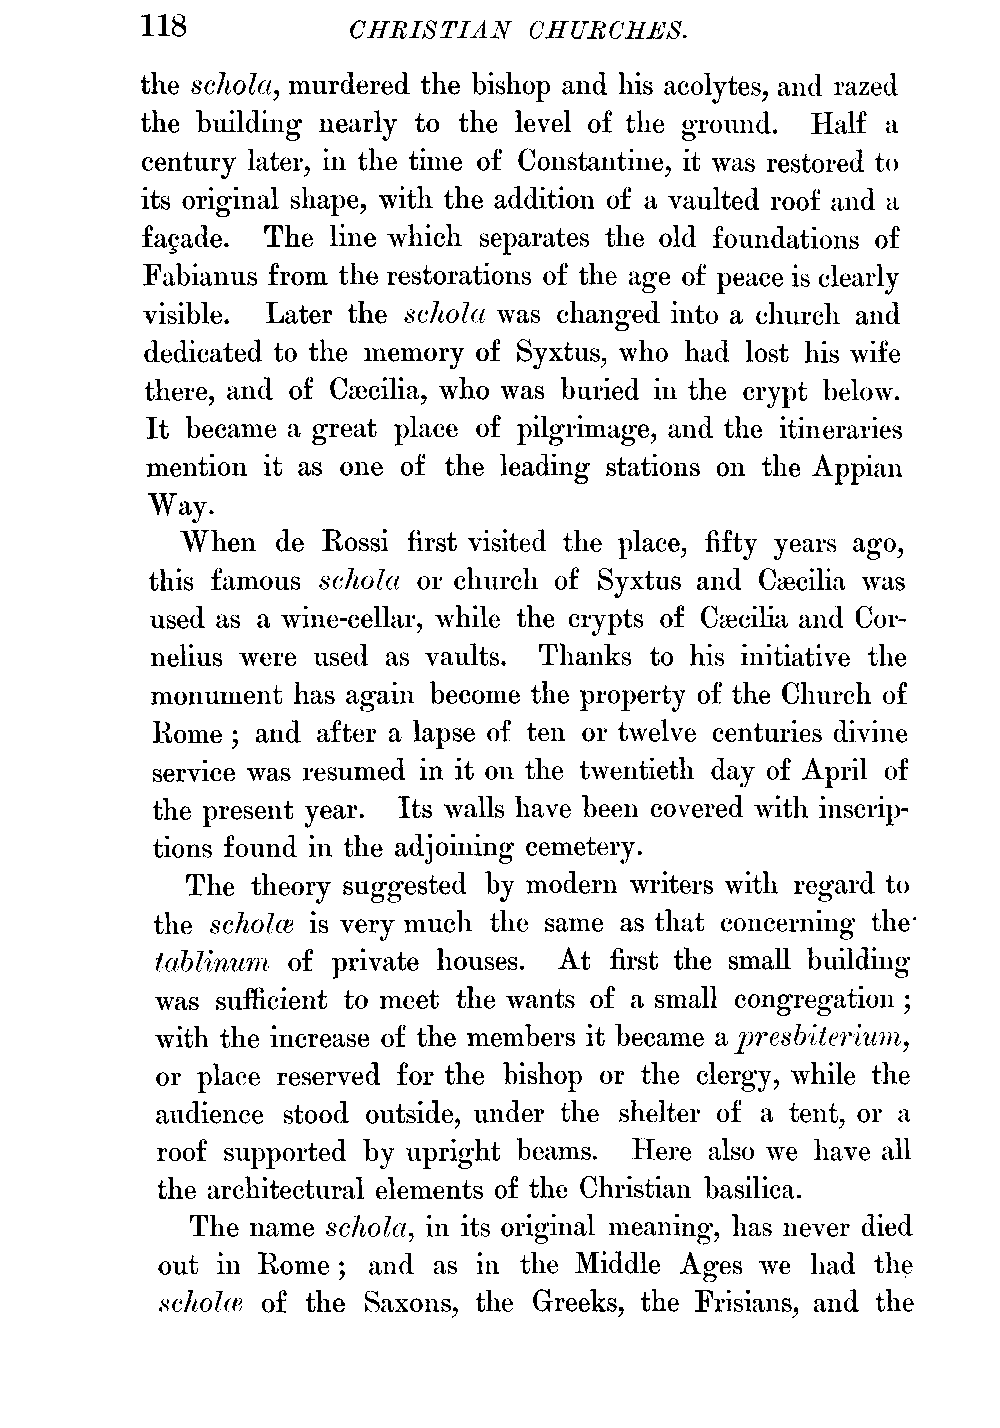 118 CHRISTIAN CHURCHES.
the schola, murdered the bishop and his acolytes, and razed
the building nearly to the level of the ground. Half a
century later, in the time of Constantine, it was restored to
its original shape, with the addition of a vaulted roof and a
façade. The line which separates the old foundations of
Fabianus from the restorations of the age of peace is clearly
visible. Later the schola was changed into a church and
dedicated to the memory of Syxtus, who had lost his wife
there, and of Cæcilia, who was buried in the crypt below.
It became a great place of pilgrimage, and the itineraries
mention it as one of the leading stations on the Appian
Way.
When de Rossi first visited the place, fifty years ago,
this famous schola or church of Syxtus and Cæcilia was
used as a wine-cellar, while the crypts of Cæcilia and Cor-
nelius were used as vaults. Thanks to his initiative the
monument has again become the property of the Church of
Rome ; and after a lapse of ten or twelve centuries divine
service was resumed in it on the twentieth day of April of
the present year. Its walls have been covered with inscrip-
tions found in the adjoining cemetery.
The theory suggested by modern writers with regard to
the scholæ is very much the same as that concerning the
tablinum of private houses. At first the small building
was sufficient to meet the wants of a small congregation ;
with the increase of the members it became a presbiterium,
or place reserved for the bishop or the clergy, while the
audience stood outside, under the shelter of a tent, or a
roof supported by upright beams. Here also we have all
the architectural elements of the Christian basilica.
The name schola, in its original meaning, has never died
out in Rome ; and as in the Middle Ages we had the
scholæ of the Saxons, the Greeks, the Frisians, and the